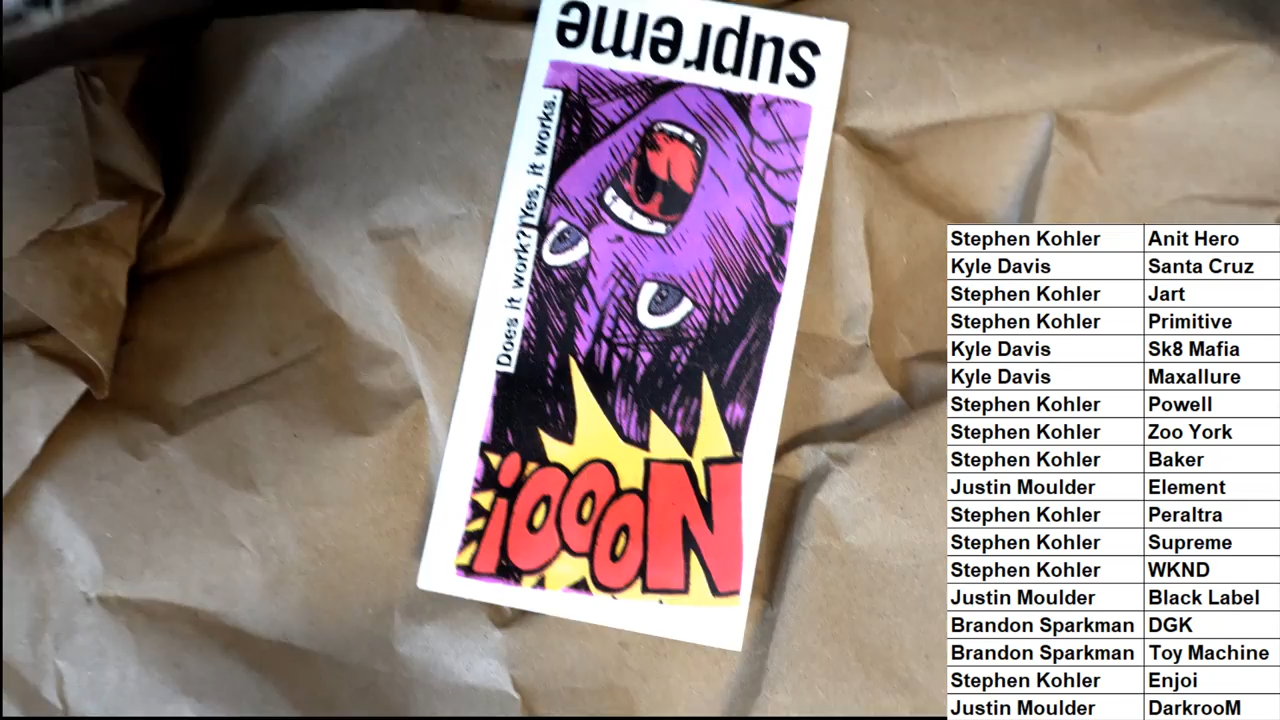 supreme
Does it work? Yes, it works.
Nooo!
Stephen Kohler Anit Hero
Kyle Davis Santa Cruz
Stephen Kohler Jart
Stephen Kohler Primitive
Kyle Davis Sk8 Mafia
Kyle Davis Maxallure
Stephen Kohler Powell
Stephen Kohler Zoo York
Stephen Kohler Baker
Justin Moulder Element
Stephen Kohler Peraltra
Stephen Kohler Supreme
Stephen Kohler WKND
Justin Moulder Black Label
Brandon Sparkman DGK
Brandon Sparkman Toy Machine
Stephen Kohler Enjoi
Justin Moulder DarkrooM